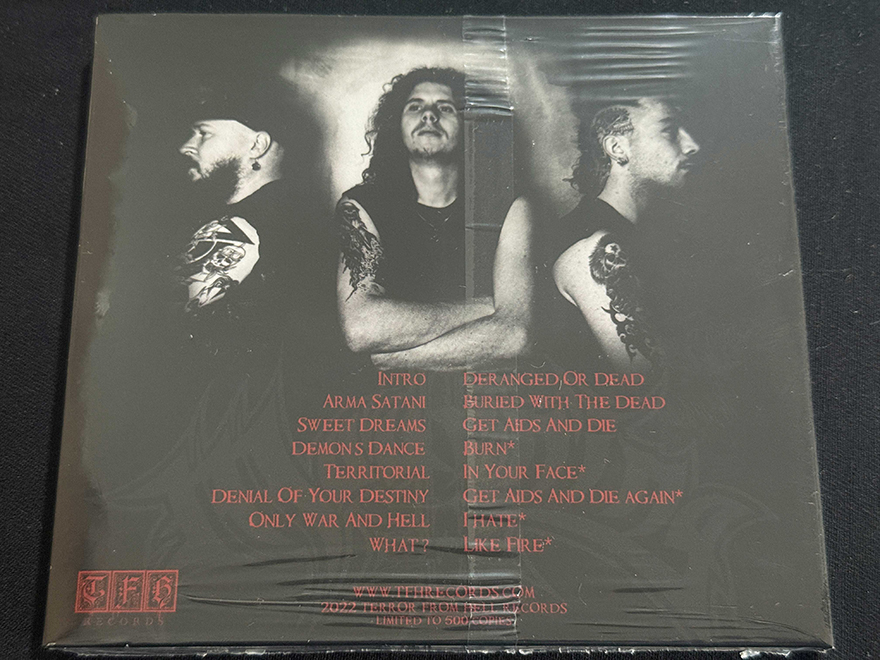 INTRO
ARMA SATANI
SWEET DREAMS
DEMONS DANCE
TERRITORIAL
DENIAL OF YOUR DESTINY
ONLY WAR AND HELL
WHAT?
DERANGED OR DEAD
BURIED WITH THE DEAD
GET AIDS AND DIE
BURN*
IN YOUR FACE*
GET AIDS AND DIE AGAIN*
I HATE*
LIKE FIRE*
TFH
RECORDS
WWW.TFHRECORDS.COM
2022 TERROR FROM HELL RECORDS
LIMITED TO 500 COPIES